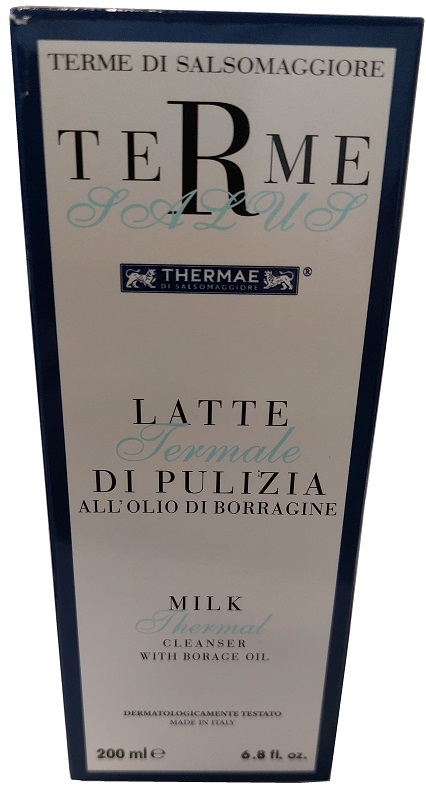 TERME DI SALSOMAGGIORE
TERME
SALUS
THERMAE ®
DI SALSOMAGGIORE
LATTE
Termale
DI PULIZIA
ALL'OLIO DI BORRAGINE
MILK
Thermal
CLEANSER
WITH BORAGE OIL
DERMATOLOGICAMENTE TESTATO
MADE IN ITALY
200 ml ℮ 6.8 fl. oz.